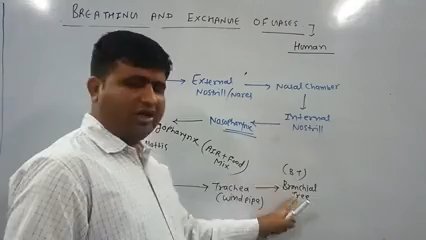 BREATHING AND EXCHANGE OF GASES ]
Human
→ External → Nasal Chamber
Nostrill/Nares
↓
← Nasopharynx ← Internal
Nostrill
(AIR + Food
Mix)
(BT)
→ Trachea → Bronchial
(Wind pipe) Tree